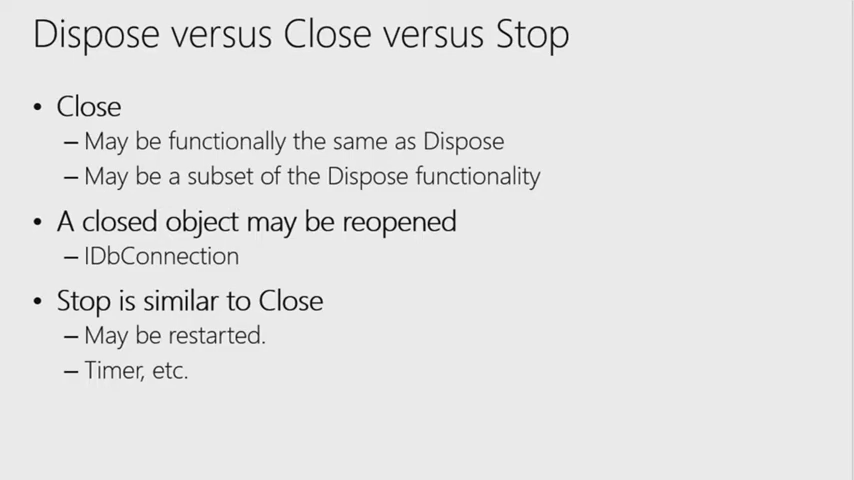 Dispose versus Close versus Stop
• Close
– May be functionally the same as Dispose
– May be a subset of the Dispose functionality
• A closed object may be reopened
– IDbConnection
• Stop is similar to Close
– May be restarted.
– Timer, etc.